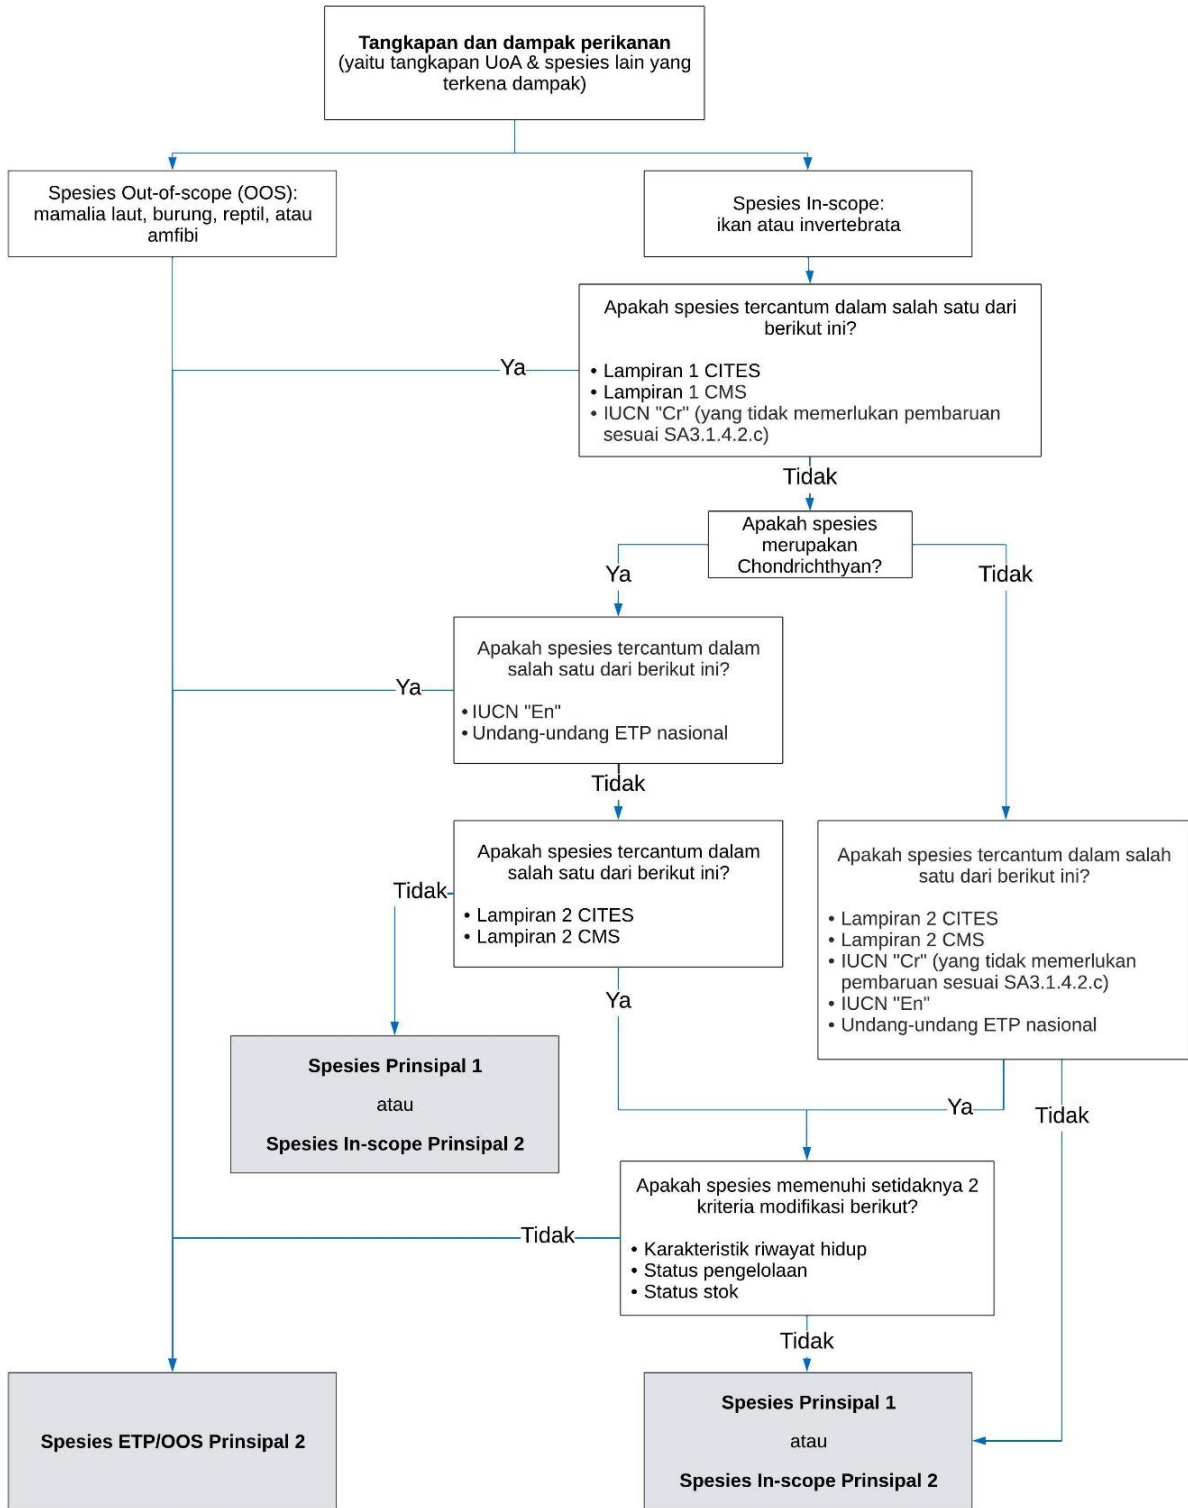 Tangkapan dan dampak perikanan
(yaitu tangkapan UoA & spesies lain yang
terkena dampak)
Spesies Out-of-scope (OOS):
mamalia laut, burung, reptil, atau
amfibi
Spesies In-scope:
ikan atau invertebrata
Apakah spesies tercantum dalam salah satu dari
berikut ini?
• Lampiran 1 CITES
• Lampiran 1 CMS
• IUCN "Cr" (yang tidak memerlukan pembaruan
sesuai SA3.1.4.2.c)
Ya
Tidak
Apakah spesies
merupakan
Chondrichthyan?
Ya
Tidak
Apakah spesies tercantum dalam
salah satu dari berikut ini?
• IUCN "En"
• Undang-undang ETP nasional
Ya
Tidak
Apakah spesies tercantum dalam
salah satu dari berikut ini?
• Lampiran 2 CITES
• Lampiran 2 CMS
Tidak
Ya
Apakah spesies tercantum dalam salah
satu dari berikut ini?
• Lampiran 2 CITES
• Lampiran 2 CMS
• IUCN "Cr" (yang tidak memerlukan
pembaruan sesuai SA3.1.4.2.c)
• IUCN "En"
• Undang-undang ETP nasional
Ya
Tidak
Spesies Prinsipal 1
atau
Spesies In-scope Prinsipal 2
Apakah spesies memenuhi setidaknya 2
kriteria modifikasi berikut?
• Karakteristik riwayat hidup
• Status pengelolaan
• Status stok
Tidak
Tidak
Spesies ETP/OOS Prinsipal 2
Spesies Prinsipal 1
atau
Spesies In-scope Prinsipal 2